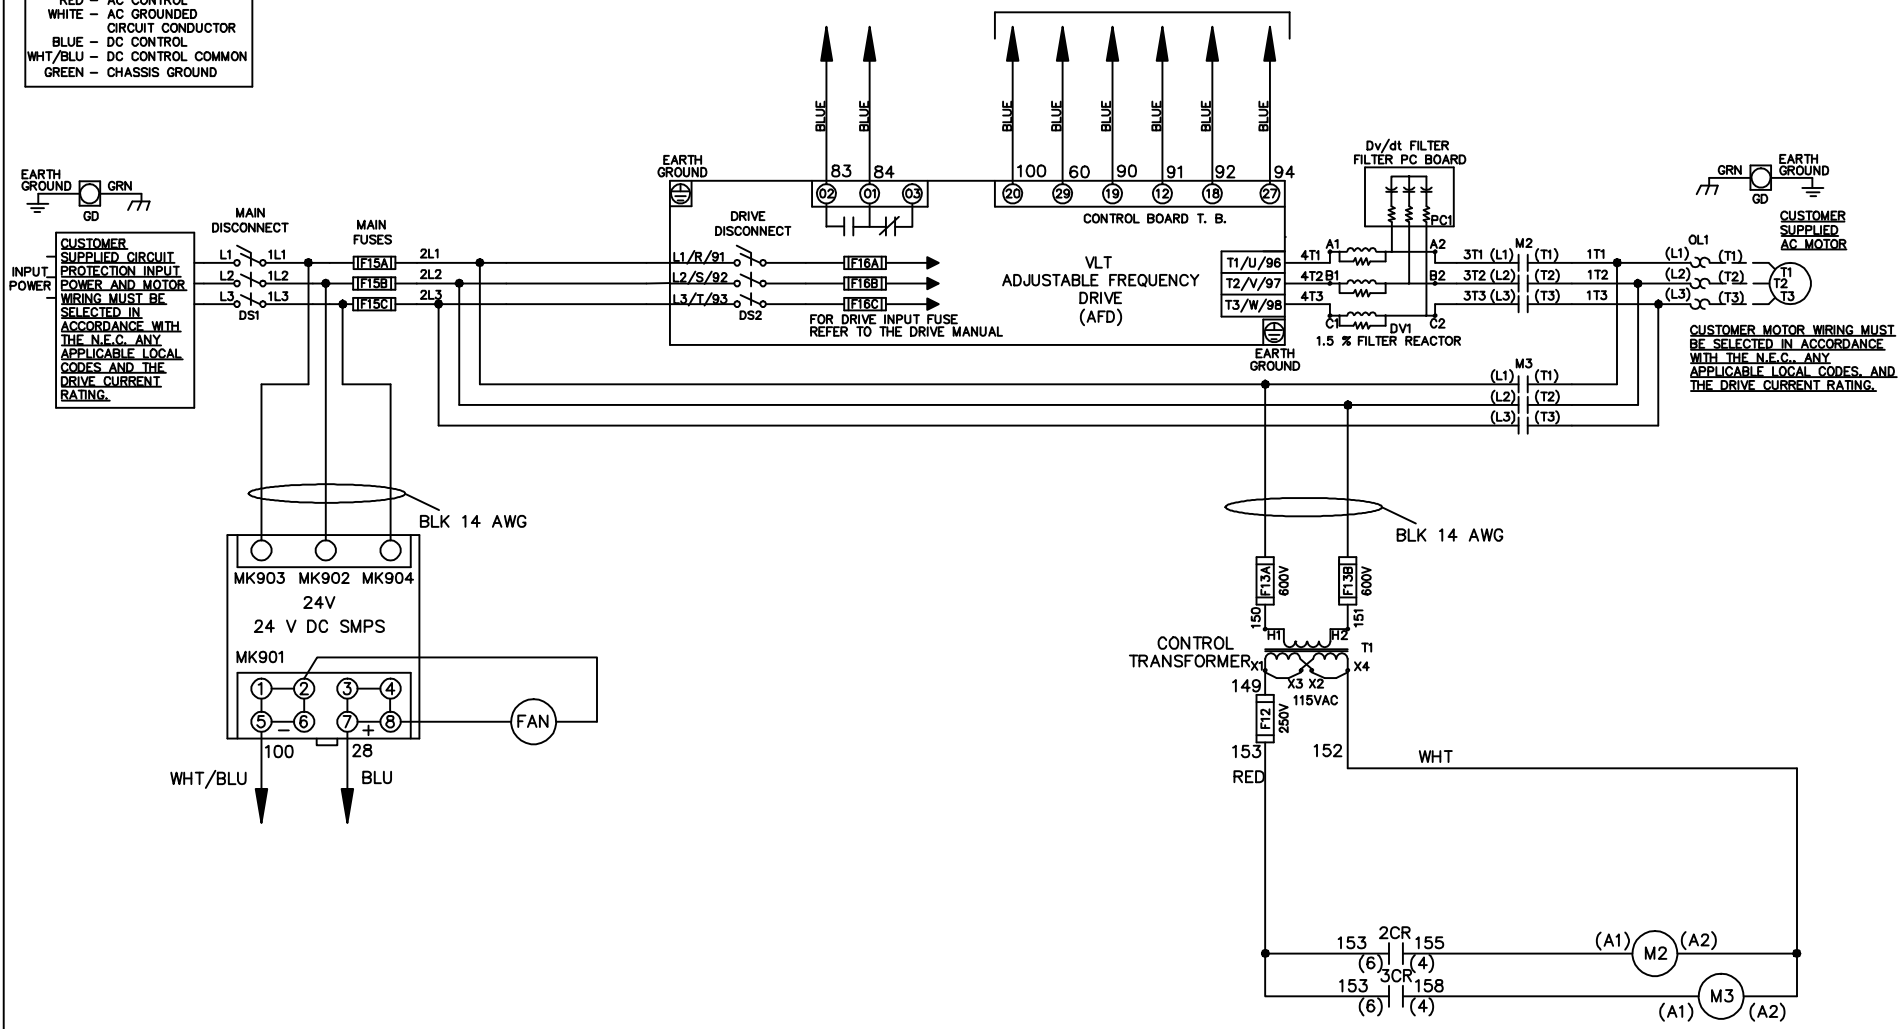 RED – AC CONTROL
WHITE – AC GROUNDED
CIRCUIT CONDUCTOR
BLUE – DC CONTROL
WHT/BLU – DC CONTROL COMMON
GREEN – CHASSIS GROUND
BLUE
BLUE
BLUE
BLUE
BLUE
BLUE
BLUE
BLUE
EARTH
GROUND
GRN
GD
EARTH
GROUND
83
84
02
01
03
100
60
90
91
92
94
20
29
19
12
18
27
CONTROL BOARD T. B.
Dv/dt FILTER
FILTER PC BOARD
PC1
GRN
EARTH
GROUND
GD
CUSTOMER
SUPPLIED
AC MOTOR
INPUT
POWER
CUSTOMER
SUPPLIED CIRCUIT
PROTECTION INPUT
POWER AND MOTOR
WIRING MUST BE
SELECTED IN
ACCORDANCE WITH
THE N.E.C. ANY
APPLICABLE LOCAL
CODES AND THE
DRIVE CURRENT
RATING.
MAIN
DISCONNECT
L1
1L1
L2
1L2
L3
1L3
DS1
MAIN
FUSES
F15A
F15B
F15C
2L1
2L2
2L3
L1/R/91
L2/S/92
L3/T/93
DRIVE
DISCONNECT
DS2
F16A
F16B
F16C
FOR DRIVE INPUT FUSE
REFER TO THE DRIVE MANUAL
VLT
ADJUSTABLE FREQUENCY
DRIVE
(AFD)
T1/U/96
T2/V/97
T3/W/98
EARTH
GROUND
4T1
4T2
4T3
A1
A2
B1
B2
C1
C2
DV1
1.5 % FILTER REACTOR
M2
3T1 (L1) (T1) 1T1
3T2 (L2) (T2) 1T2
3T3 (L3) (T3) 1T3
OL1
(L1) (T1)
(L2) (T2)
(L3) (T3)
T1
T2
T3
CUSTOMER MOTOR WIRING MUST
BE SELECTED IN ACCORDANCE
WITH THE N.E.C., ANY
APPLICABLE LOCAL CODES, AND
THE DRIVE CURRENT RATING.
M3
(L1) (T1)
(L2) (T2)
(L3) (T3)
BLK 14 AWG
MK903 MK902 MK904
24V
24 V DC SMPS
MK901
1 2 3 4
5 – 6 7 + 8
FAN
100
28
WHT/BLU
BLU
BLK 14 AWG
F13A
600V
F13B
600V
150
151
H1
H2
T1
CONTROL
TRANSFORMER
X1
X4
X3 X2
115VAC
149
F12
250V
153
RED
152
WHT
2CR
153 155
(6) (4)
(A1) M2 (A2)
3CR
153 158
(6) (4)
(A1) M3 (A2)